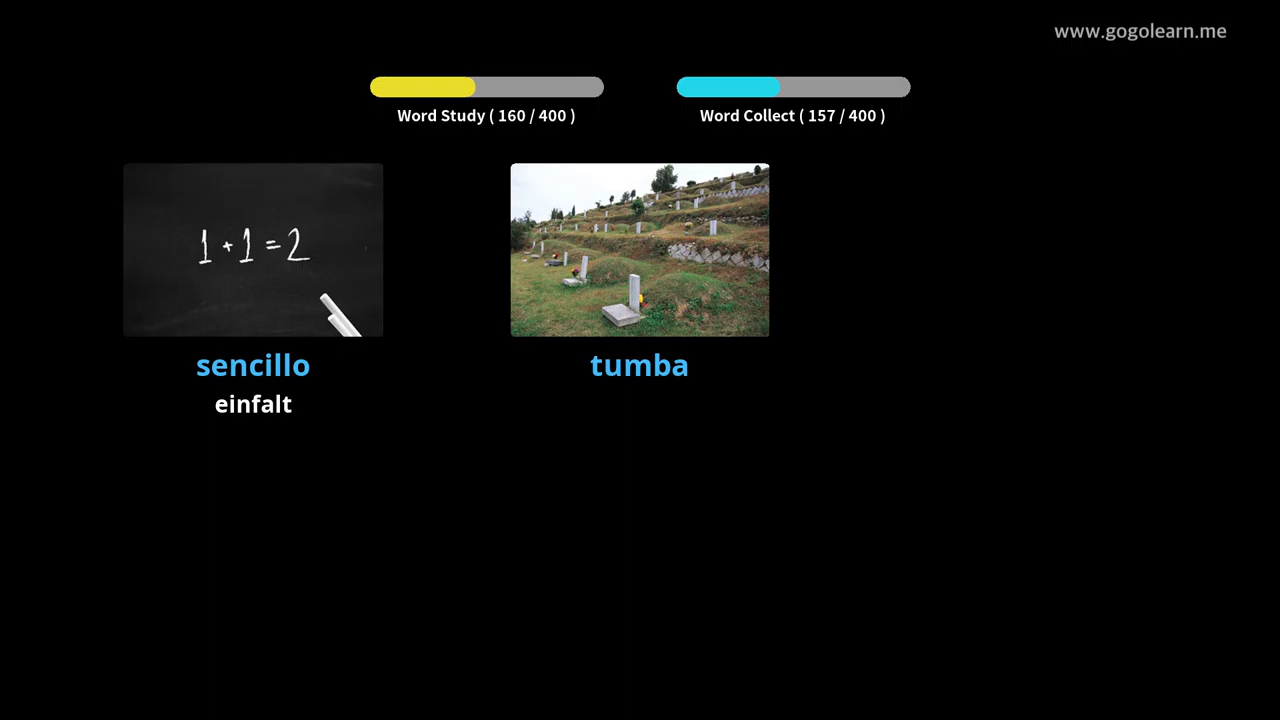 www.gogolearn.me
Word Study ( 160 / 400 )
Word Collect ( 157 / 400 )
1 + 1 = 2
sencillo
einfalt
tumba